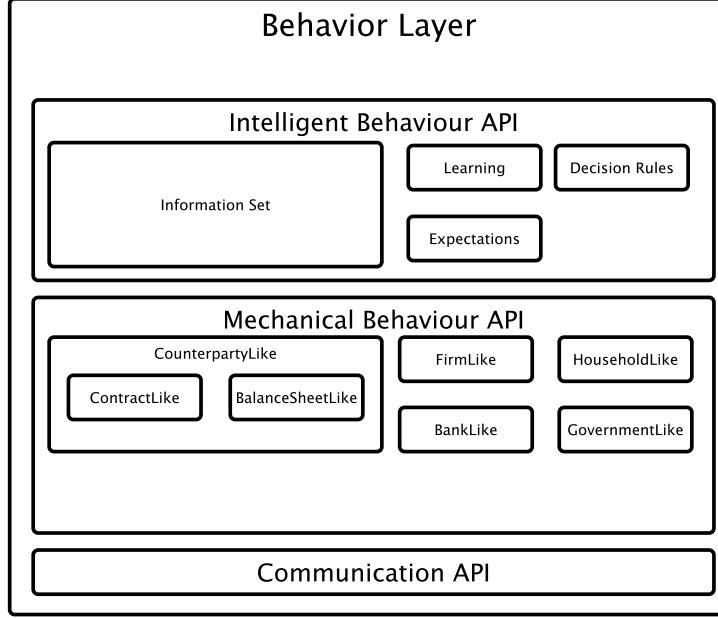 Behavior Layer
Intelligent Behaviour API
Information Set
Learning
Decision Rules
Expectations
Mechanical Behaviour API
CounterpartyLike
ContractLike
BalanceSheetLike
FirmLike
HouseholdLike
BankLike
GovernmentLike
Communication API